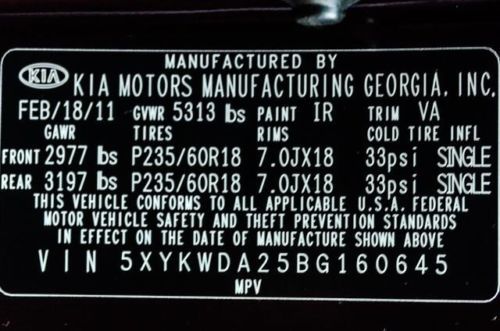 MANUFACTURED BY
KIA KIA MOTORS MANUFACTURING GEORGIA, INC.
FEB/18/11 GVWR 5313 lbs PAINT IR TRIM VA
GAWR TIRES RIMS COLD TIRE INFL
FRONT 2977 lbs P235/60R18 7.0JX18 33psi SINGLE
REAR 3197 lbs P235/60R18 7.0JX18 33psi SINGLE
THIS VEHICLE CONFORMS TO ALL APPLICABLE U.S.A. FEDERAL
MOTOR VEHICLE SAFETY AND THEFT PREVENTION STANDARDS
IN EFFECT ON THE DATE OF MANUFACTURE SHOWN ABOVE
VIN 5XYKWDA25BG160645
MPV